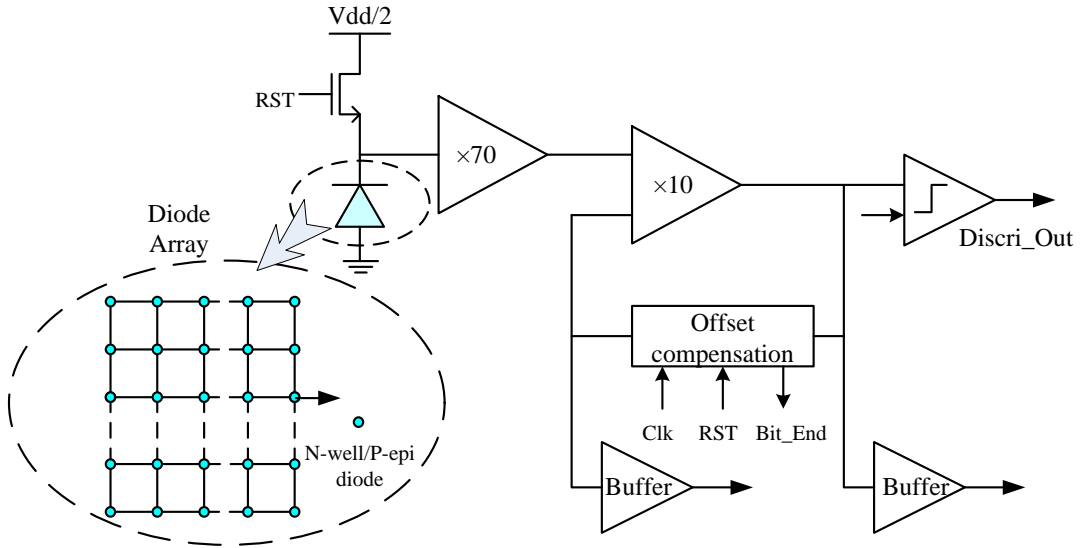 Vdd/2
RST
×70
×10
Diode
Array
Discri_Out
Offset
compensation
Clk
RST
Bit_End
N-well/P-epi
diode
Buffer
Buffer